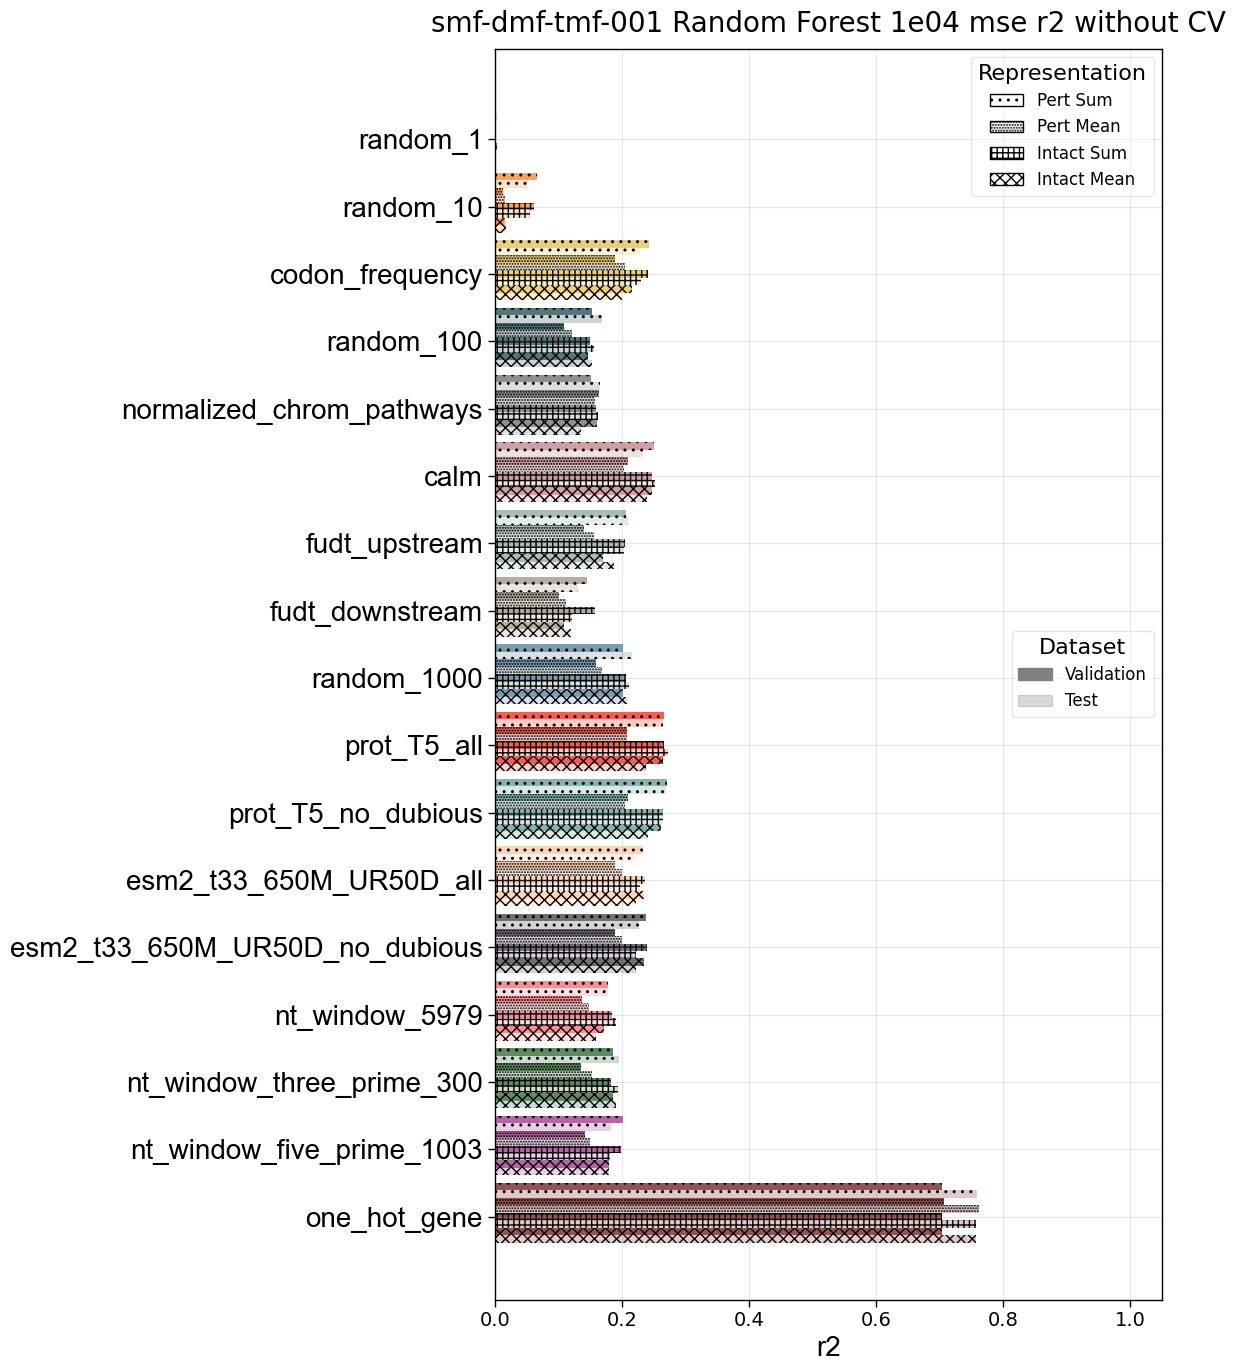 smf-dmf-tmf-001 Random Forest 1e04 mse r2 without CV
Representation
Pert Sum
Pert Mean
Intact Sum
Intact Mean
random_1
random_10
codon_frequency
random_100
normalized_chrom_pathways
calm
fudt_upstream
fudt_downstream
Dataset
Validation
Test
random_1000
prot_T5_all
prot_T5_no_dubious
esm2_t33_650M_UR50D_all
esm2_t33_650M_UR50D_no_dubious
nt_window_5979
nt_window_three_prime_300
nt_window_five_prime_1003
one_hot_gene
0.0 0.2 0.4 0.6 0.8 1.0
r2